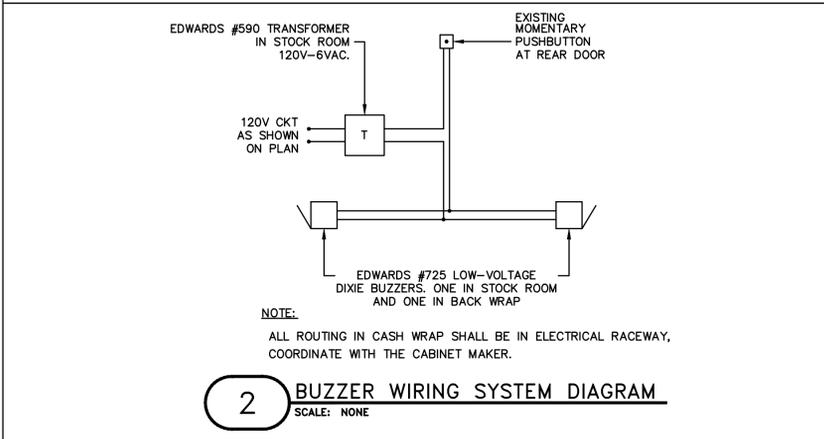 EDWARDS #590 TRANSFORMER
IN STOCK ROOM
120V-6VAC.
EXISTING
MOMENTARY
PUSHBUTTON
AT REAR DOOR
120V CKT
AS SHOWN
ON PLAN
T
EDWARDS #725 LOW-VOLTAGE
DIXIE BUZZERS. ONE IN STOCK ROOM
AND ONE IN BACK WRAP
NOTE:
ALL ROUTING IN CASH WRAP SHALL BE IN ELECTRICAL RACEWAY,
COORDINATE WITH THE CABINET MAKER.
2
BUZZER WIRING SYSTEM DIAGRAM
SCALE: NONE